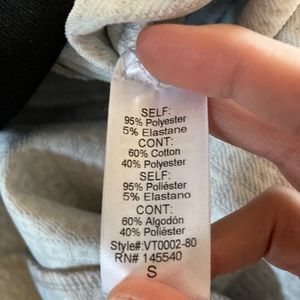 SELF:
95% Polyester
5% Elastane
CONT:
60% Cotton
40% Polyester
SELF:
95% Poliéster
5% Elastano
CONT:
60% Algodón
40% Poliéster
Style#:VT0002-80
RN# 145540
S